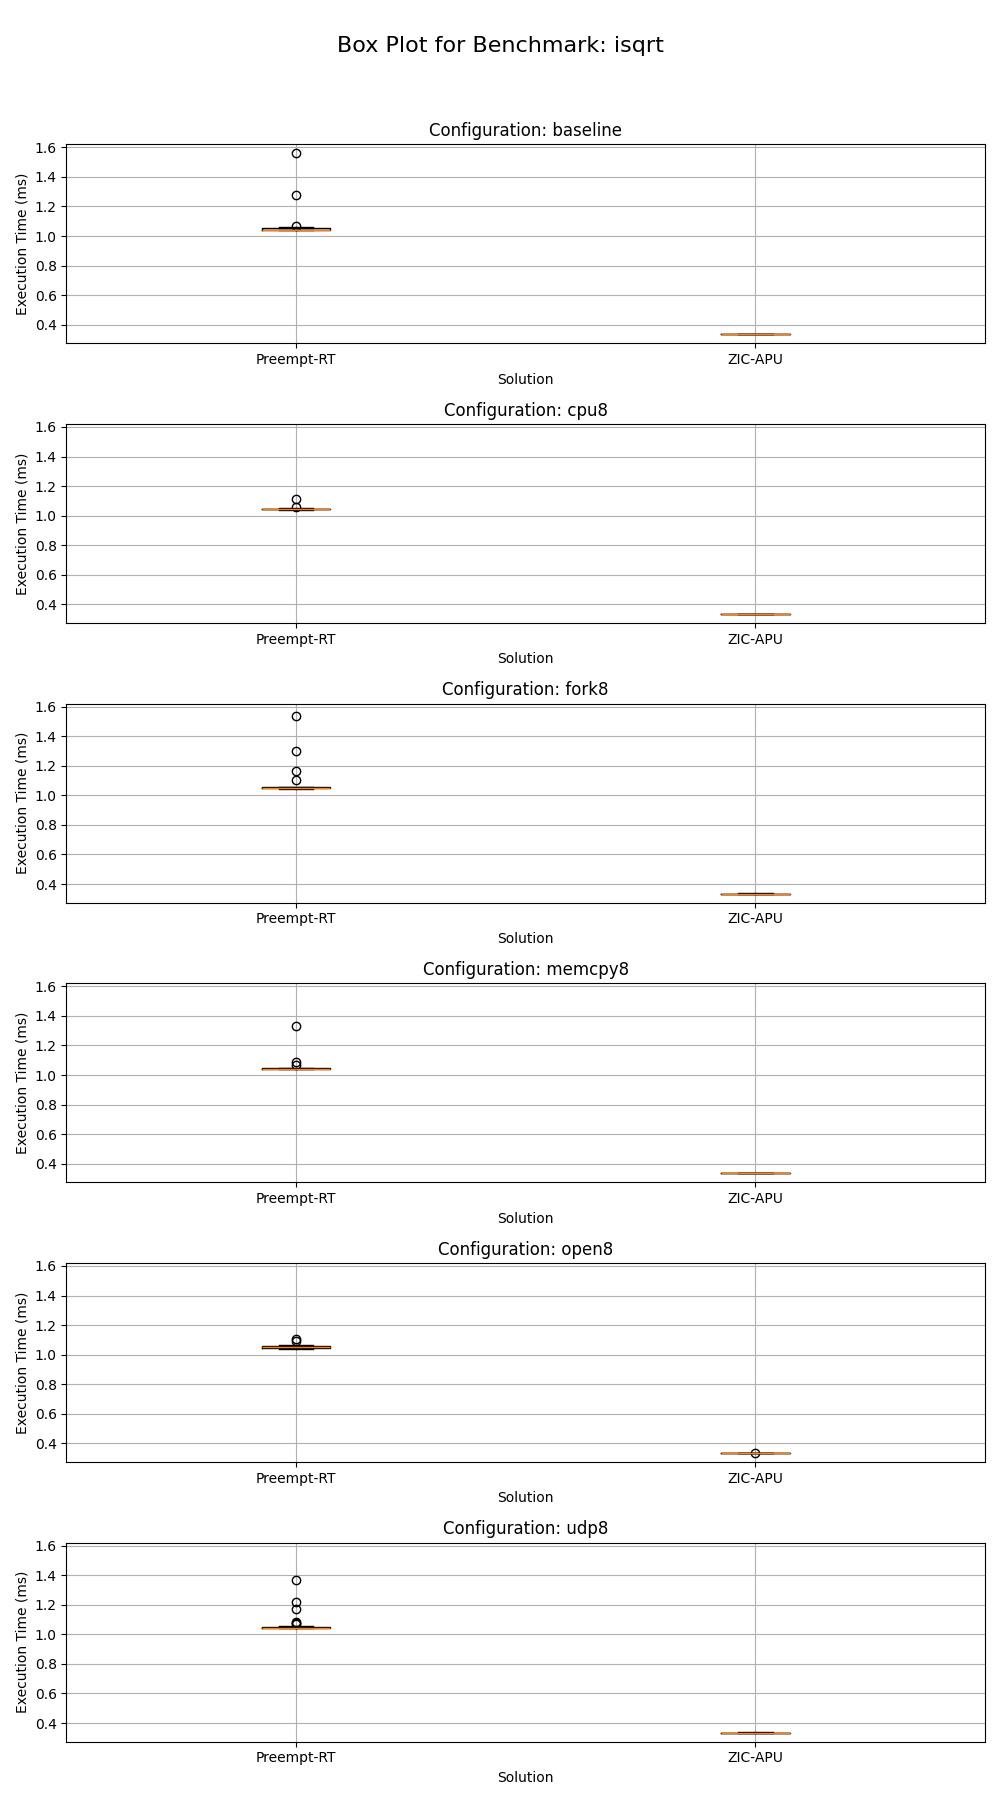 Box Plot for Benchmark: isqrt
Configuration: baseline
1.6
1.4
1.2
1.0
0.8
0.6
0.4
Execution Time (ms)
Preempt-RT ZIC-APU
Solution
Configuration: cpu8
1.6
1.4
1.2
1.0
0.8
0.6
0.4
Execution Time (ms)
Preempt-RT ZIC-APU
Solution
Configuration: fork8
1.6
1.4
1.2
1.0
0.8
0.6
0.4
Execution Time (ms)
Preempt-RT ZIC-APU
Solution
Configuration: memcpy8
1.6
1.4
1.2
1.0
0.8
0.6
0.4
Execution Time (ms)
Preempt-RT ZIC-APU
Solution
Configuration: open8
1.6
1.4
1.2
1.0
0.8
0.6
0.4
Execution Time (ms)
Preempt-RT ZIC-APU
Solution
Configuration: udp8
1.6
1.4
1.2
1.0
0.8
0.6
0.4
Execution Time (ms)
Preempt-RT ZIC-APU
Solution